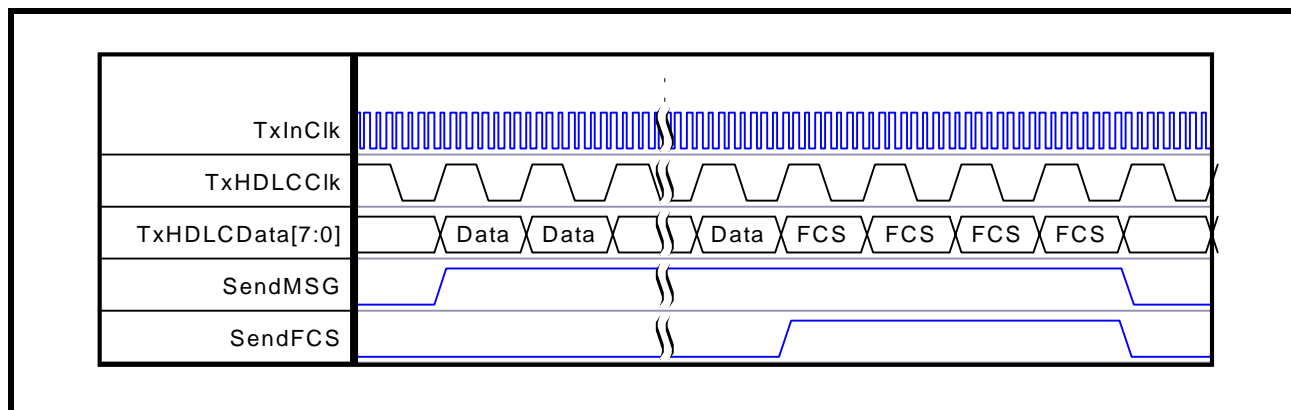 TxInClk
TxHDLCClk
TxHDLCData[7:0] Data Data Data FCS FCS FCS FCS
SendMSG
SendFCS